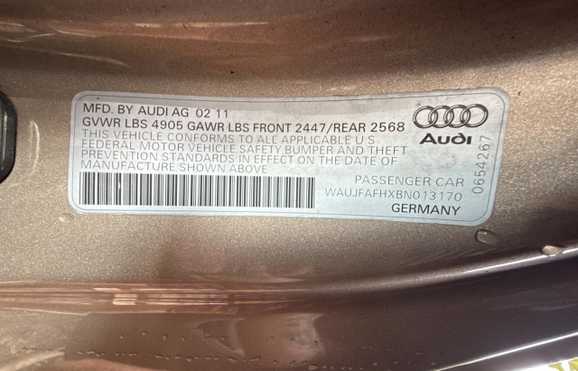 MFD. BY AUDI AG 02 11
GVWR LBS 4905 GAWR LBS FRONT 2447/REAR 2568
THIS VEHICLE CONFORMS TO ALL APPLICABLE U S
FEDERAL MOTOR VEHICLE SAFETY BUMPER AND THEFT
PREVENTION STANDARDS IN EFFECT ON THE DATE OF
MANUFACTURE SHOWN ABOVE
Audi
0654267
PASSENGER CAR
WAUJFAFHXBN013170
GERMANY